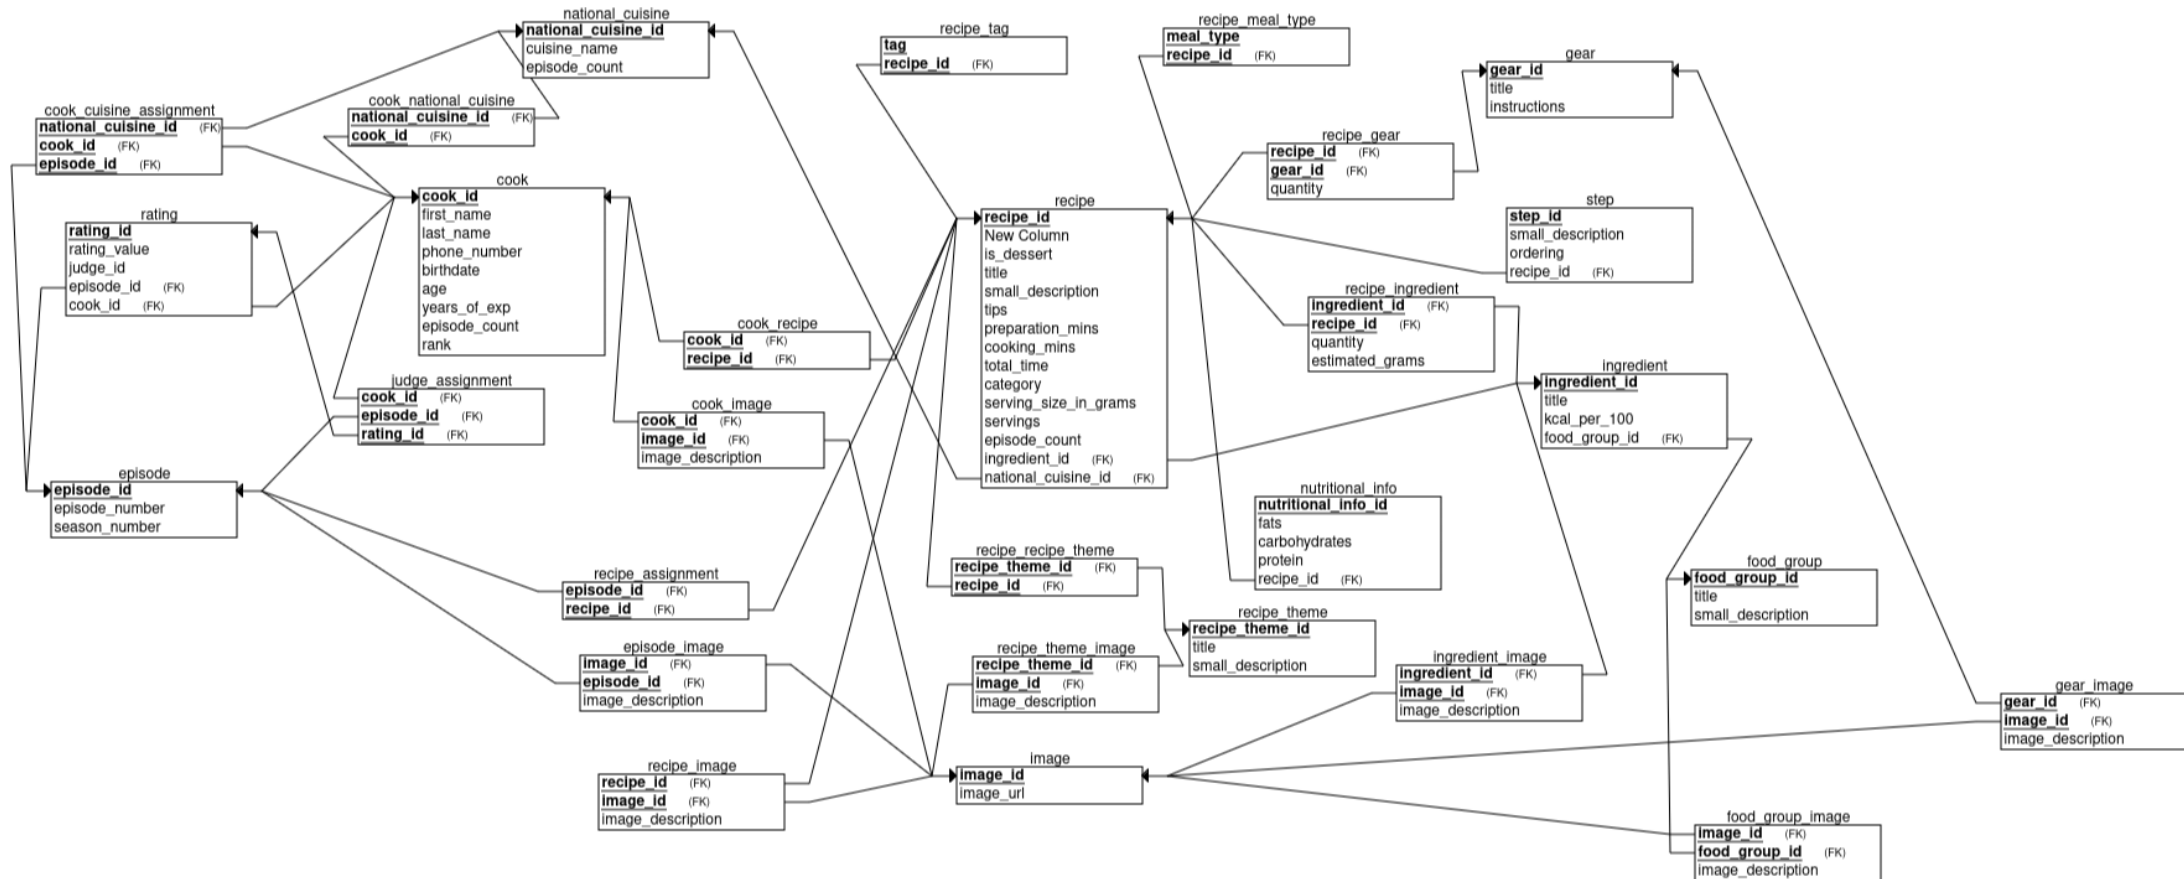 national_cuisine
national_cuisine_id
cuisine_name
episode_count
recipe_tag
tag
recipe_id (FK)
recipe_meal_type
meal_type
recipe_id (FK)
gear
gear_id
title
instructions
cook_cuisine_assignment
national_cuisine_id (FK)
cook_id (FK)
episode_id (FK)
cook_national_cuisine
national_cuisine_id (FK)
cook_id (FK)
recipe_gear
recipe_id (FK)
gear_id (FK)
quantity
cook
cook_id
first_name
last_name
phone_number
birthdate
age
years_of_exp
episode_count
rank
rating
rating_id
rating_value
judge_id
episode_id (FK)
cook_id (FK)
recipe
recipe_id
New Column
is_dessert
title
small_description
tips
preparation_mins
cooking_mins
total_time
category
serving_size_in_grams
servings
episode_count
ingredient_id (FK)
national_cuisine_id (FK)
step
step_id
small_description
ordering
recipe_id (FK)
recipe_ingredient
ingredient_id (FK)
recipe_id (FK)
quantity
estimated_grams
cook_recipe
cook_id (FK)
recipe_id (FK)
ingredient
ingredient_id
title
kcal_per_100
food_group_id (FK)
judge_assignment
cook_id (FK)
episode_id (FK)
rating_id (FK)
cook_image
cook_id (FK)
image_id (FK)
image_description
episode
episode_id
episode_number
season_number
nutritional_info
nutritional_info_id
fats
carbohydrates
protein
recipe_id (FK)
recipe_recipe_theme
recipe_theme_id (FK)
recipe_id (FK)
food_group
food_group_id
title
small_description
recipe_assignment
episode_id (FK)
recipe_id (FK)
recipe_theme
recipe_theme_id
title
small_description
episode_image
image_id (FK)
episode_id (FK)
image_description
recipe_theme_image
recipe_theme_id (FK)
image_id (FK)
image_description
ingredient_image
ingredient_id (FK)
image_id (FK)
image_description
gear_image
gear_id (FK)
image_id (FK)
image_description
recipe_image
recipe_id (FK)
image_id (FK)
image_description
image
image_id
image_url
food_group_image
image_id (FK)
food_group_id (FK)
image_description